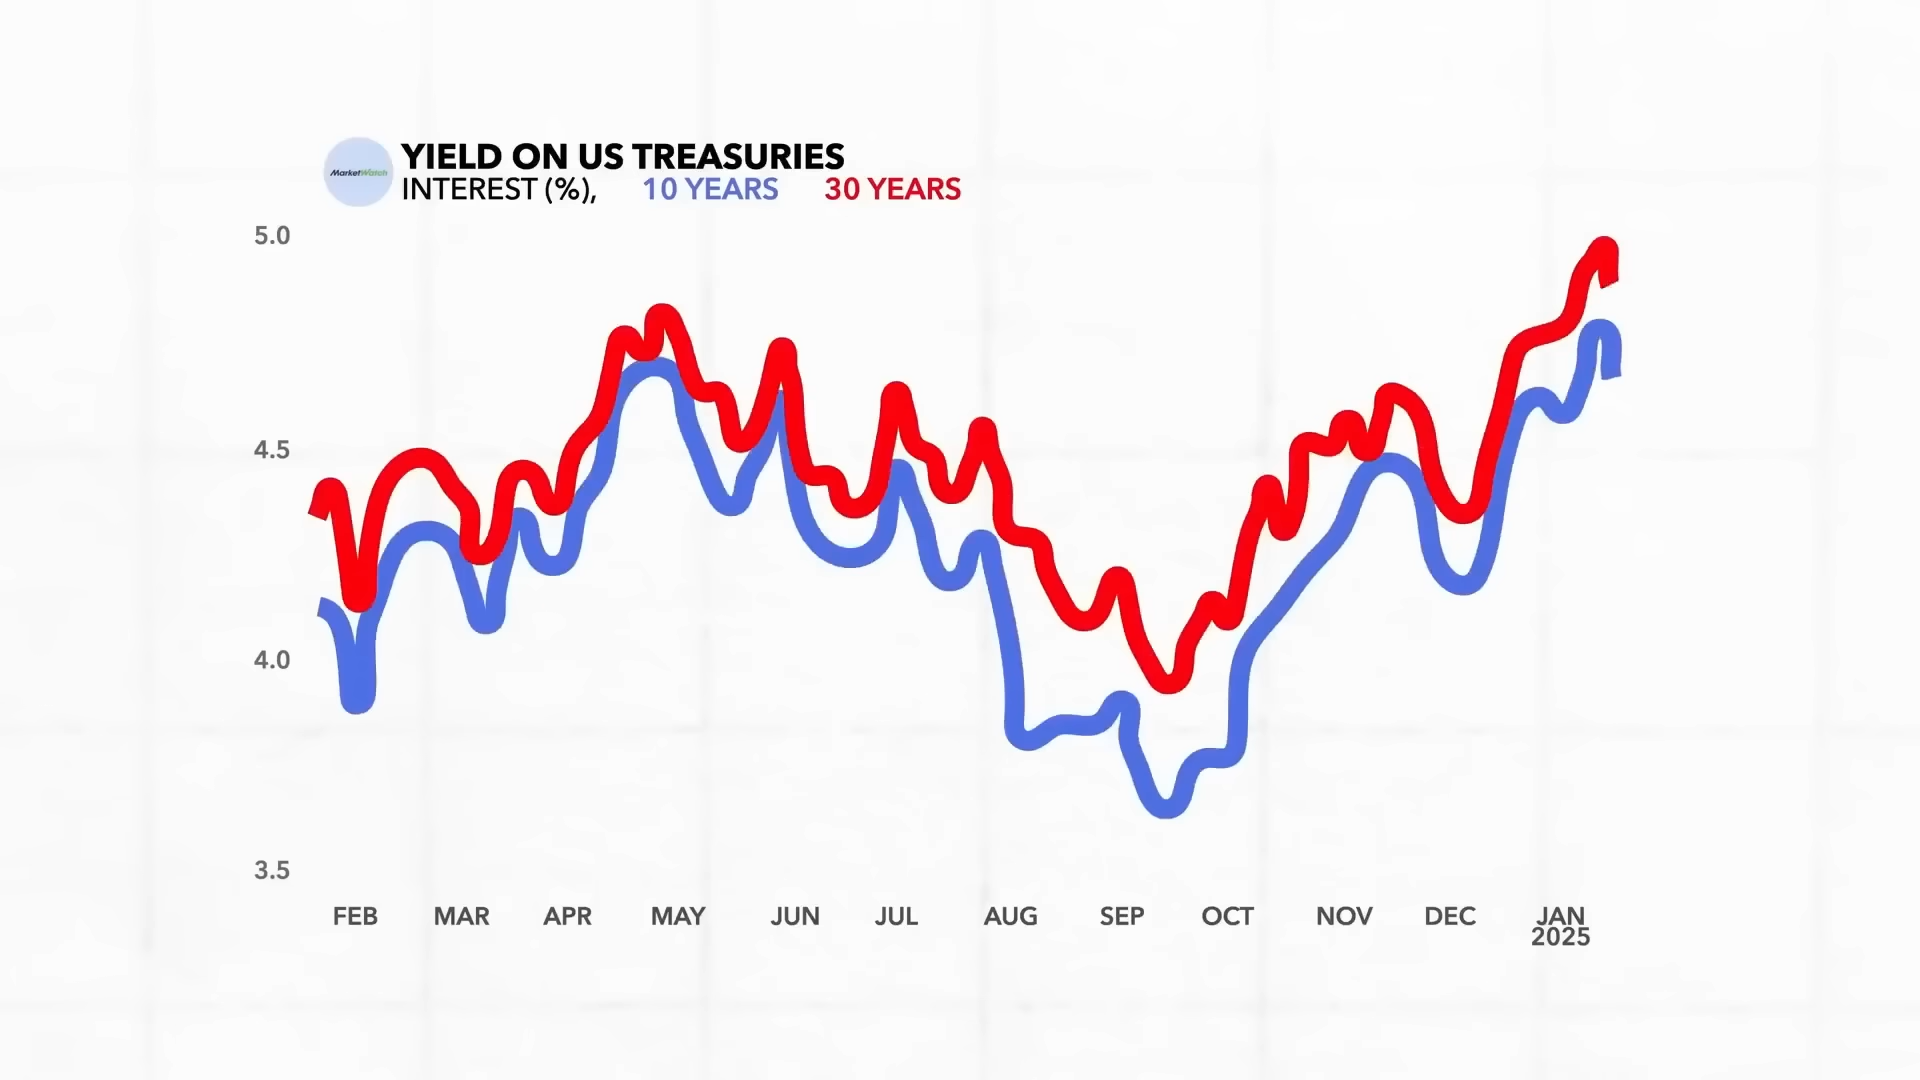 MarketWatch
YIELD ON US TREASURIES
INTEREST (%), 10 YEARS 30 YEARS
5.0
4.5
4.0
3.5
FEB MAR APR MAY JUN JUL AUG SEP OCT NOV DEC JAN
2025